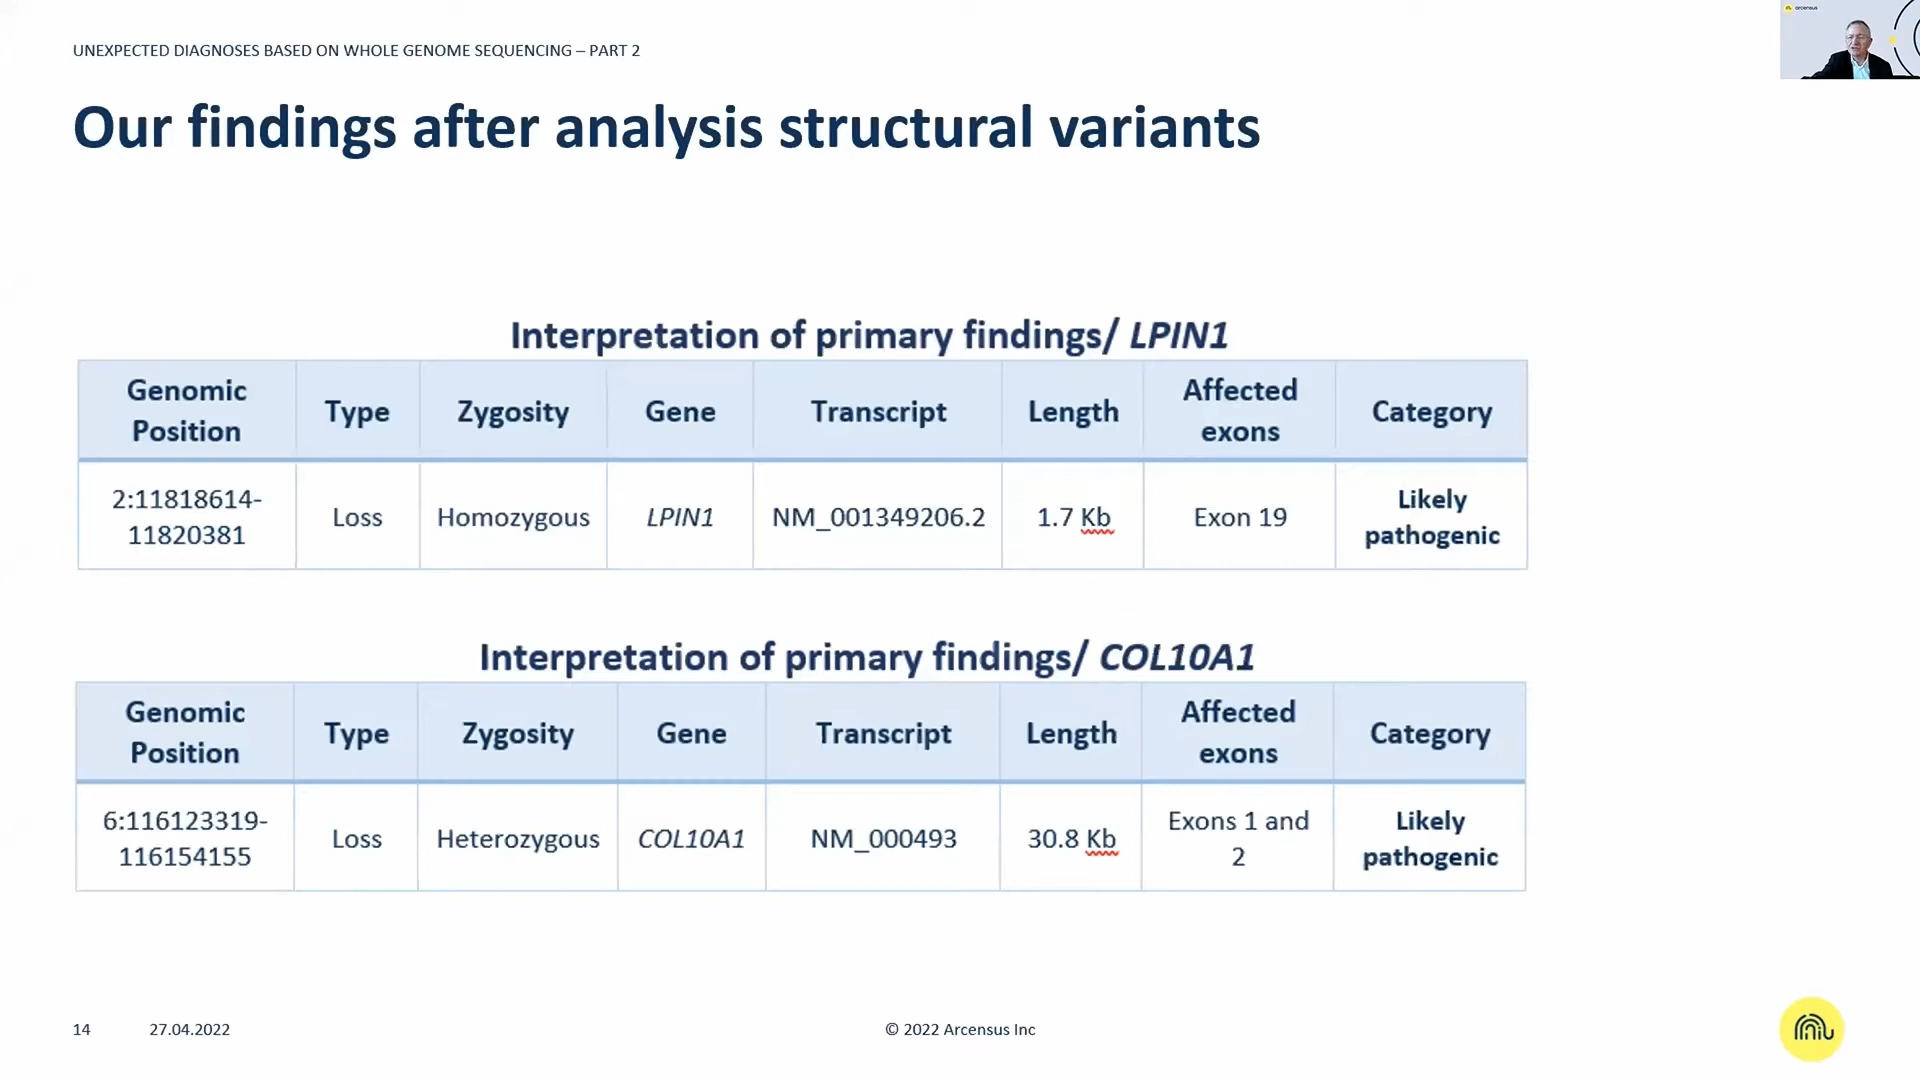 arcensus
UNEXPECTED DIAGNOSES BASED ON WHOLE GENOME SEQUENCING – PART 2
Our findings after analysis structural variants
Interpretation of primary findings/ LPIN1
Genomic Position Type Zygosity Gene Transcript Length Affected exons Category
2:11818614-11820381 Loss Homozygous LPIN1 NM_001349206.2 1.7 Kb Exon 19 Likely pathogenic
Interpretation of primary findings/ COL10A1
Genomic Position Type Zygosity Gene Transcript Length Affected exons Category
6:116123319-116154155 Loss Heterozygous COL10A1 NM_000493 30.8 Kb Exons 1 and 2 Likely pathogenic
14 27.04.2022 © 2022 Arcensus Inc